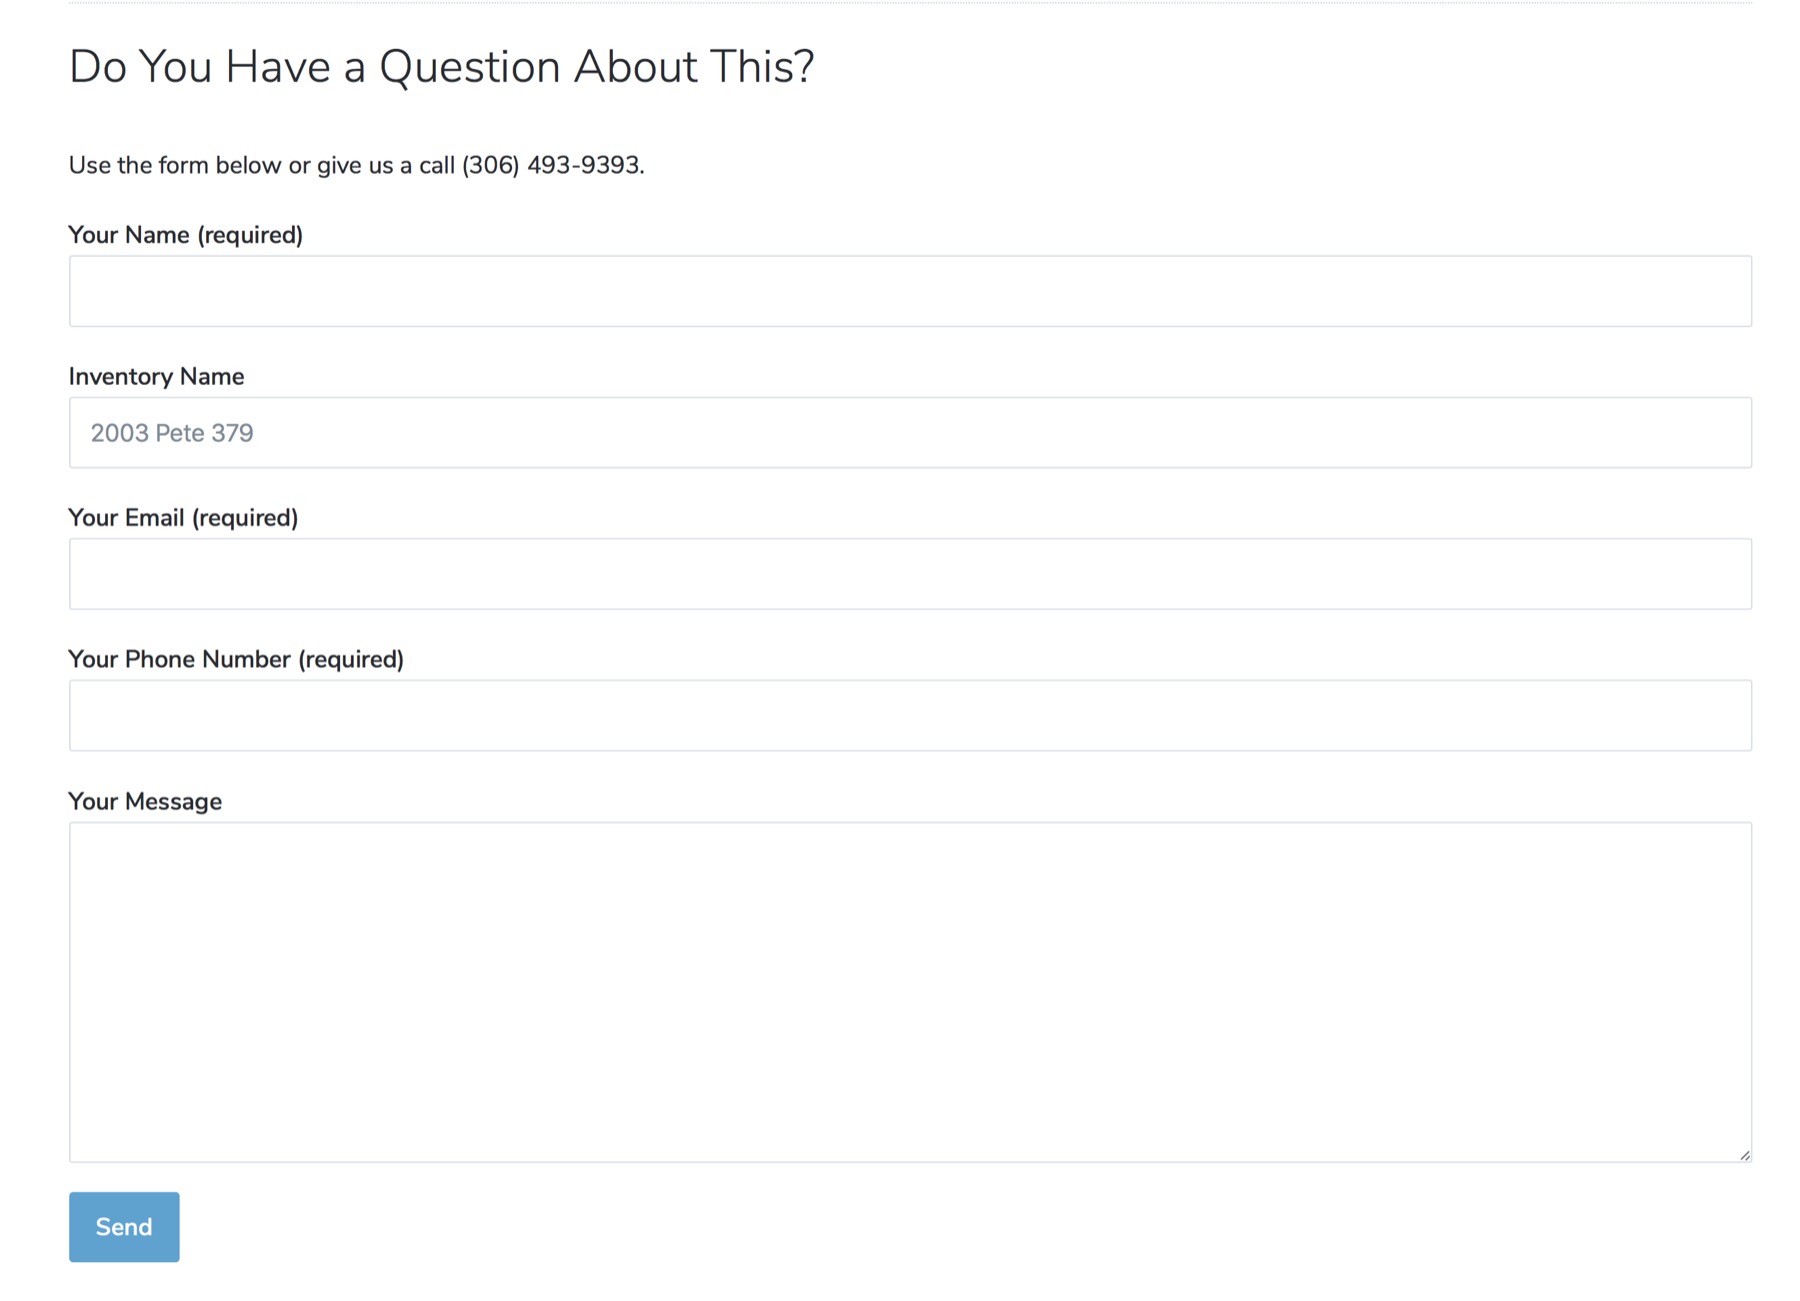 Do You Have a Question About This?
Use the form below or give us a call (306) 493-9393.
Your Name (required)
Inventory Name
2003 Pete 379
Your Email (required)
Your Phone Number (required)
Your Message
Send